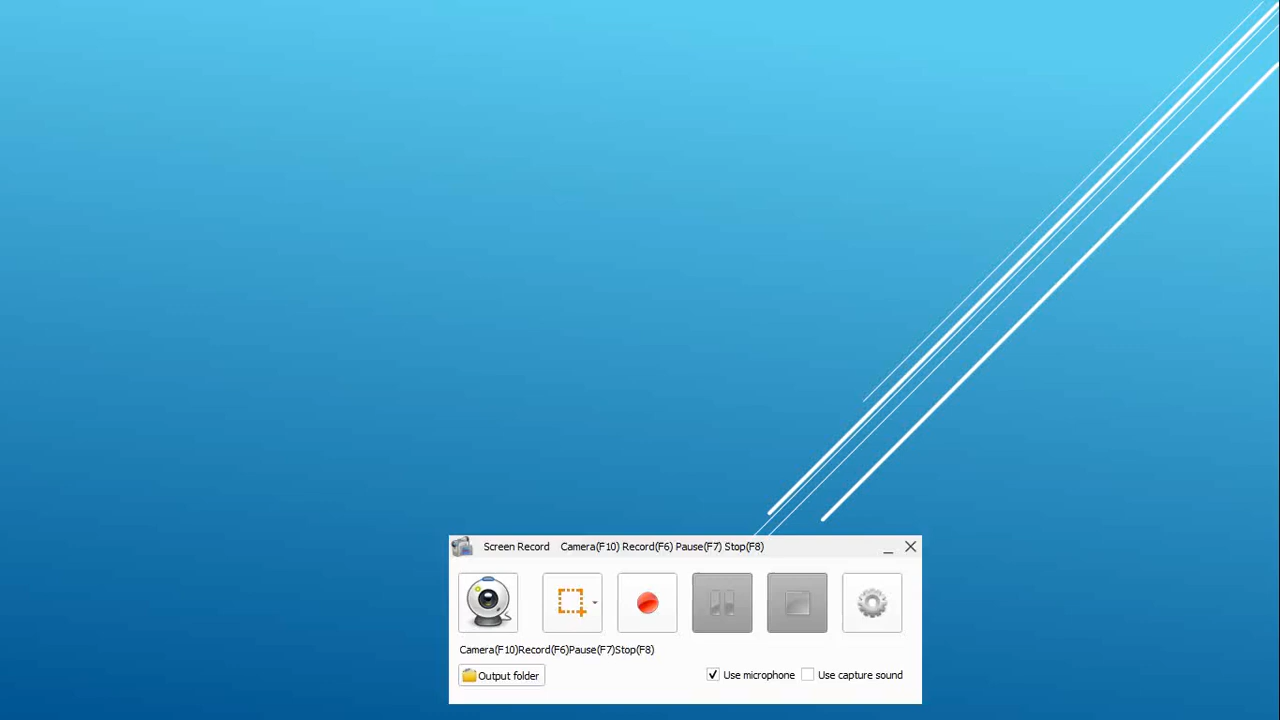 Screen Record Camera(F10) Record(F6) Pause(F7) Stop(F8)
Camera(F10)Record(F6)Pause(F7)Stop(F8)
Output folder
Use microphone
Use capture sound